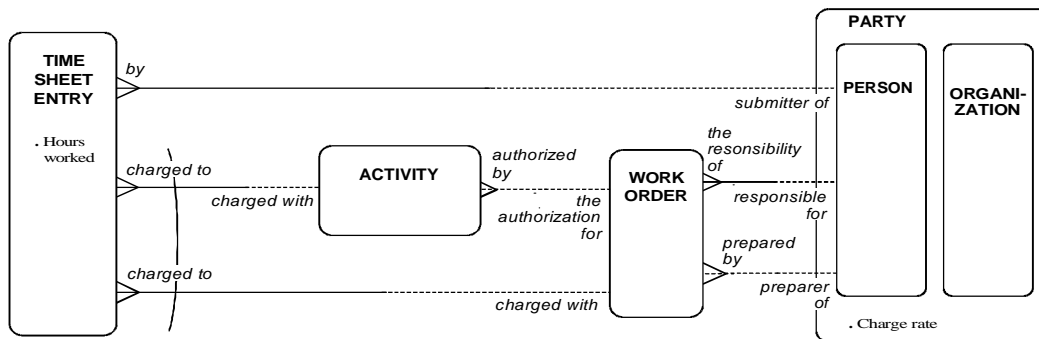 PARTY
TIME
SHEET
ENTRY
. Hours
worked
by
submitter of
PERSON
ORGANI-
ZATION
charged to
charged with
ACTIVITY
authorized
by
the
authorization
for
WORK
ORDER
the
resonsibility
of
responsible
for
prepared
by
preparer
of
charged to
charged with
. Charge rate